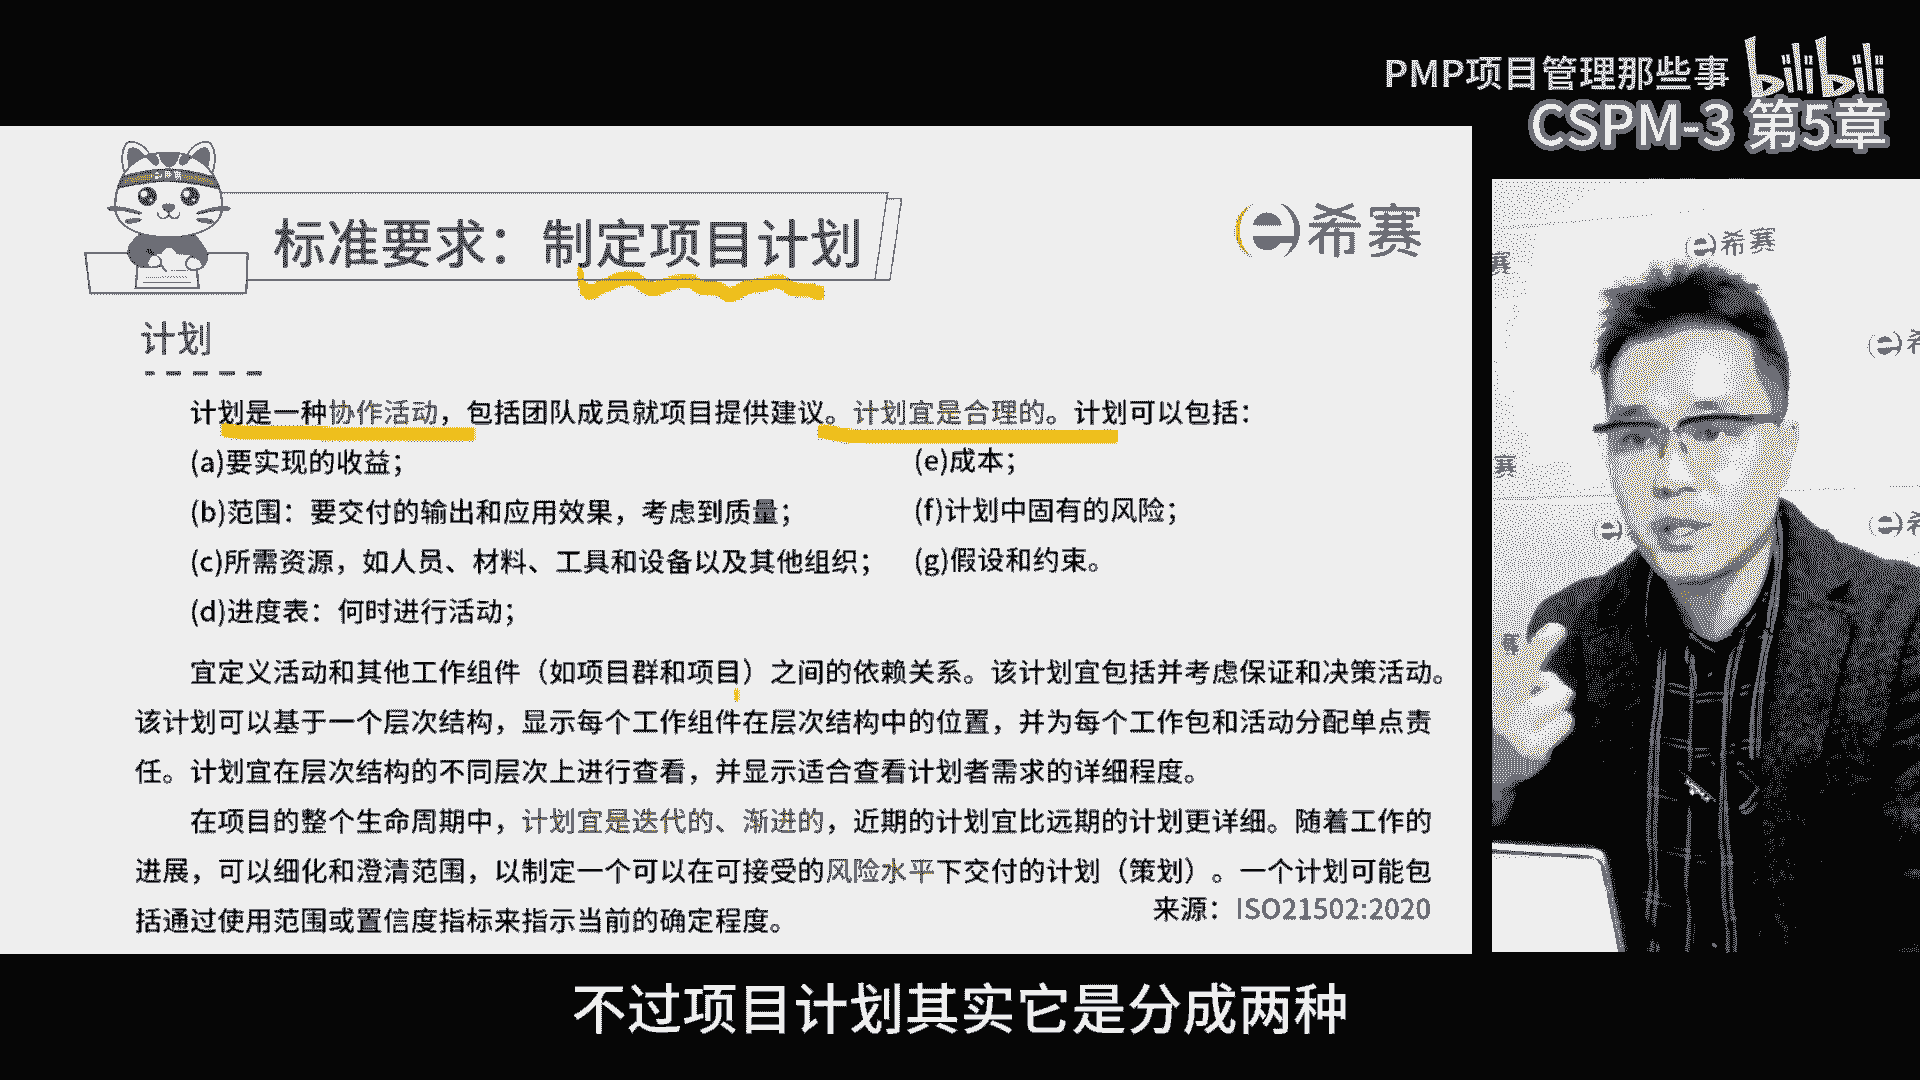 PMP项目管理那些事 bilibili
CSPM-3 第5章
标准要求：制定项目计划
e希赛
计划
计划是一种协作活动，包括团队成员就项目提供建议。计划宜是合理的。计划可以包括：
(a)要实现的收益；
(e)成本；
(b)范围：要交付的输出和应用效果，考虑到质量；
(f)计划中固有的风险；
(c)所需资源，如人员、材料、工具和设备以及其他组织；
(g)假设和约束。
(d)进度表：何时进行活动；
宜定义活动和其他工作组件（如项目群和项目）之间的依赖关系。该计划宜包括并考虑保证和决策活动。
该计划可以基于一个层次结构，显示每个工作组件在层次结构中的位置，并为每个工作包和活动分配单点责
任。计划宜在层次结构的不同层次上进行查看，并显示适合查看计划者需求的详细程度。
在项目的整个生命周期中，计划宜是迭代的、渐进的，近期的计划宜比远期的计划更详细。随着工作的
进展，可以细化和澄清范围，以制定一个可以在可接受的风险水平下交付的计划（策划）。一个计划可能包
括通过使用范围或置信度指标来指示当前的确定程度。
来源：ISO21502:2020
e希赛
赛
e希
赛
e
e希
不过项目计划其实它是分成两种